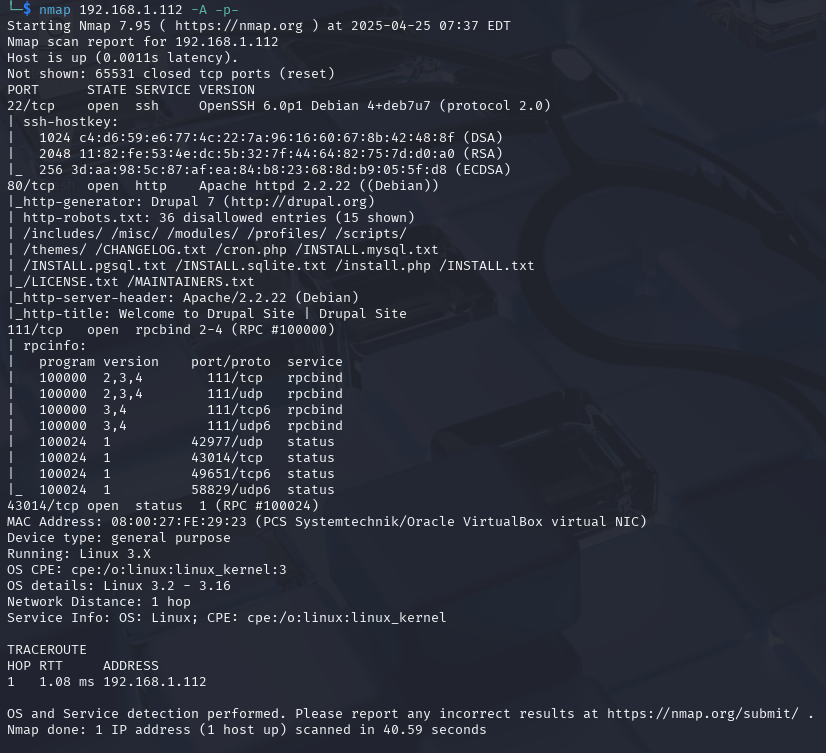 └─$ nmap 192.168.1.112 -A -p-
Starting Nmap 7.95 ( https://nmap.org ) at 2025-04-25 07:37 EDT
Nmap scan report for 192.168.1.112
Host is up (0.0011s latency).
Not shown: 65531 closed tcp ports (reset)
PORT      STATE SERVICE VERSION
22/tcp    open  ssh     OpenSSH 6.0p1 Debian 4+deb7u7 (protocol 2.0)
| ssh-hostkey:
|   1024 c4:d6:59:e6:77:4c:22:7a:96:16:60:67:8b:42:48:8f (DSA)
|   2048 11:82:fe:53:4e:dc:5b:32:7f:44:64:82:75:7d:d0:a0 (RSA)
|_  256 3d:aa:98:5c:87:af:ea:84:b8:23:68:8d:b9:05:5f:d8 (ECDSA)
80/tcp    open  http    Apache httpd 2.2.22 ((Debian))
|_http-generator: Drupal 7 (http://drupal.org)
| http-robots.txt: 36 disallowed entries (15 shown)
| /includes/ /misc/ /modules/ /profiles/ /scripts/
| /themes/ /CHANGELOG.txt /cron.php /INSTALL.mysql.txt
| /INSTALL.pgsql.txt /INSTALL.sqlite.txt /install.php /INSTALL.txt
|_/LICENSE.txt /MAINTAINERS.txt
|_http-server-header: Apache/2.2.22 (Debian)
|_http-title: Welcome to Drupal Site | Drupal Site
111/tcp   open  rpcbind 2-4 (RPC #100000)
| rpcinfo:
|   program version    port/proto  service
|   100000  2,3,4        111/tcp   rpcbind
|   100000  2,3,4        111/udp   rpcbind
|   100000  3,4          111/tcp6  rpcbind
|   100000  3,4          111/udp6  rpcbind
|   100024  1          42977/udp   status
|   100024  1          43014/tcp   status
|   100024  1          49651/tcp6  status
|_  100024  1          58829/udp6  status
43014/tcp open  status  1 (RPC #100024)
MAC Address: 08:00:27:FE:29:23 (PCS Systemtechnik/Oracle VirtualBox virtual NIC)
Device type: general purpose
Running: Linux 3.X
OS CPE: cpe:/o:linux:linux_kernel:3
OS details: Linux 3.2 - 3.16
Network Distance: 1 hop
Service Info: OS: Linux; CPE: cpe:/o:linux:linux_kernel

TRACEROUTE
HOP RTT     ADDRESS
1   1.08 ms 192.168.1.112

OS and Service detection performed. Please report any incorrect results at https://nmap.org/submit/ .
Nmap done: 1 IP address (1 host up) scanned in 40.59 seconds